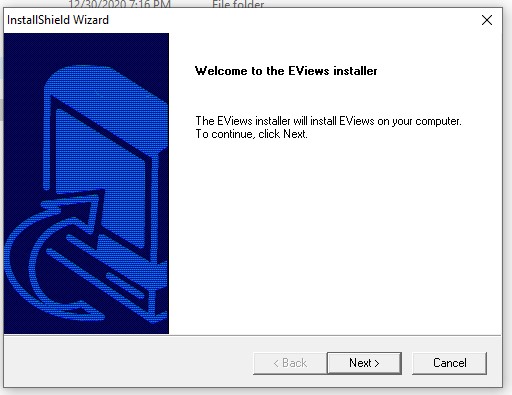 12/30/2020 7:16 PM File folder
InstallShield Wizard
Welcome to the EViews installer
The EViews installer will install EViews on your computer.
To continue, click Next.
< Back Next > Cancel